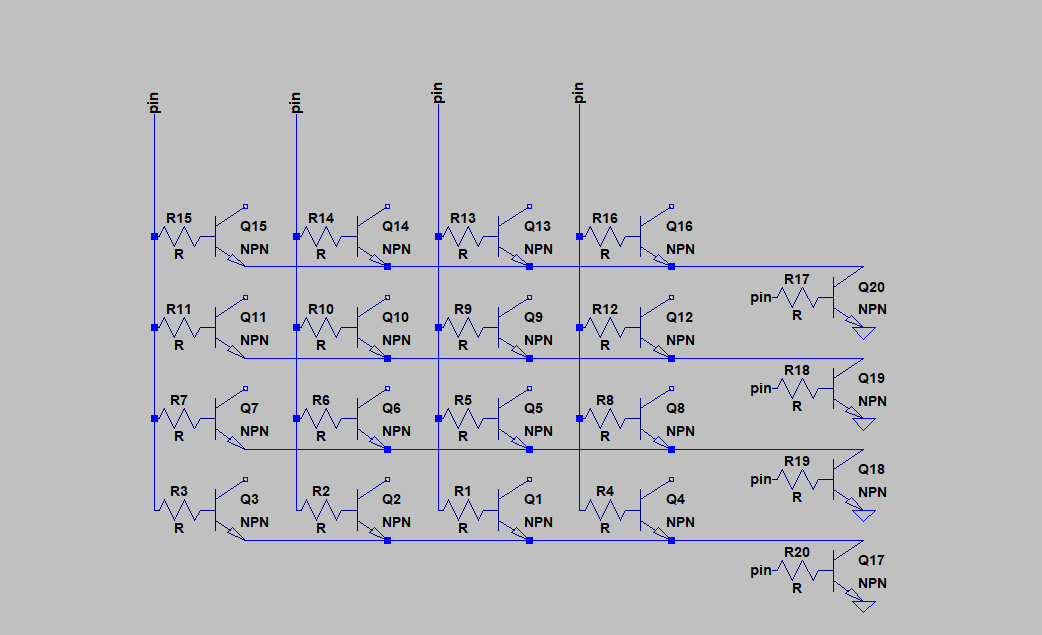 pin pin pin pin
R15 Q15 R14 Q14 R13 Q13 R16 Q16
R NPN R NPN R NPN R NPN
R17 Q20
pin R NPN
R11 Q11 R10 Q10 R9 Q9 R12 Q12
R NPN R NPN R NPN R NPN
R18 Q19
pin R NPN
R7 Q7 R6 Q6 R5 Q5 R8 Q8
R NPN R NPN R NPN R NPN
R19 Q18
pin R NPN
R3 Q3 R2 Q2 R1 Q1 R4 Q4
R NPN R NPN R NPN R NPN
R20 Q17
pin R NPN